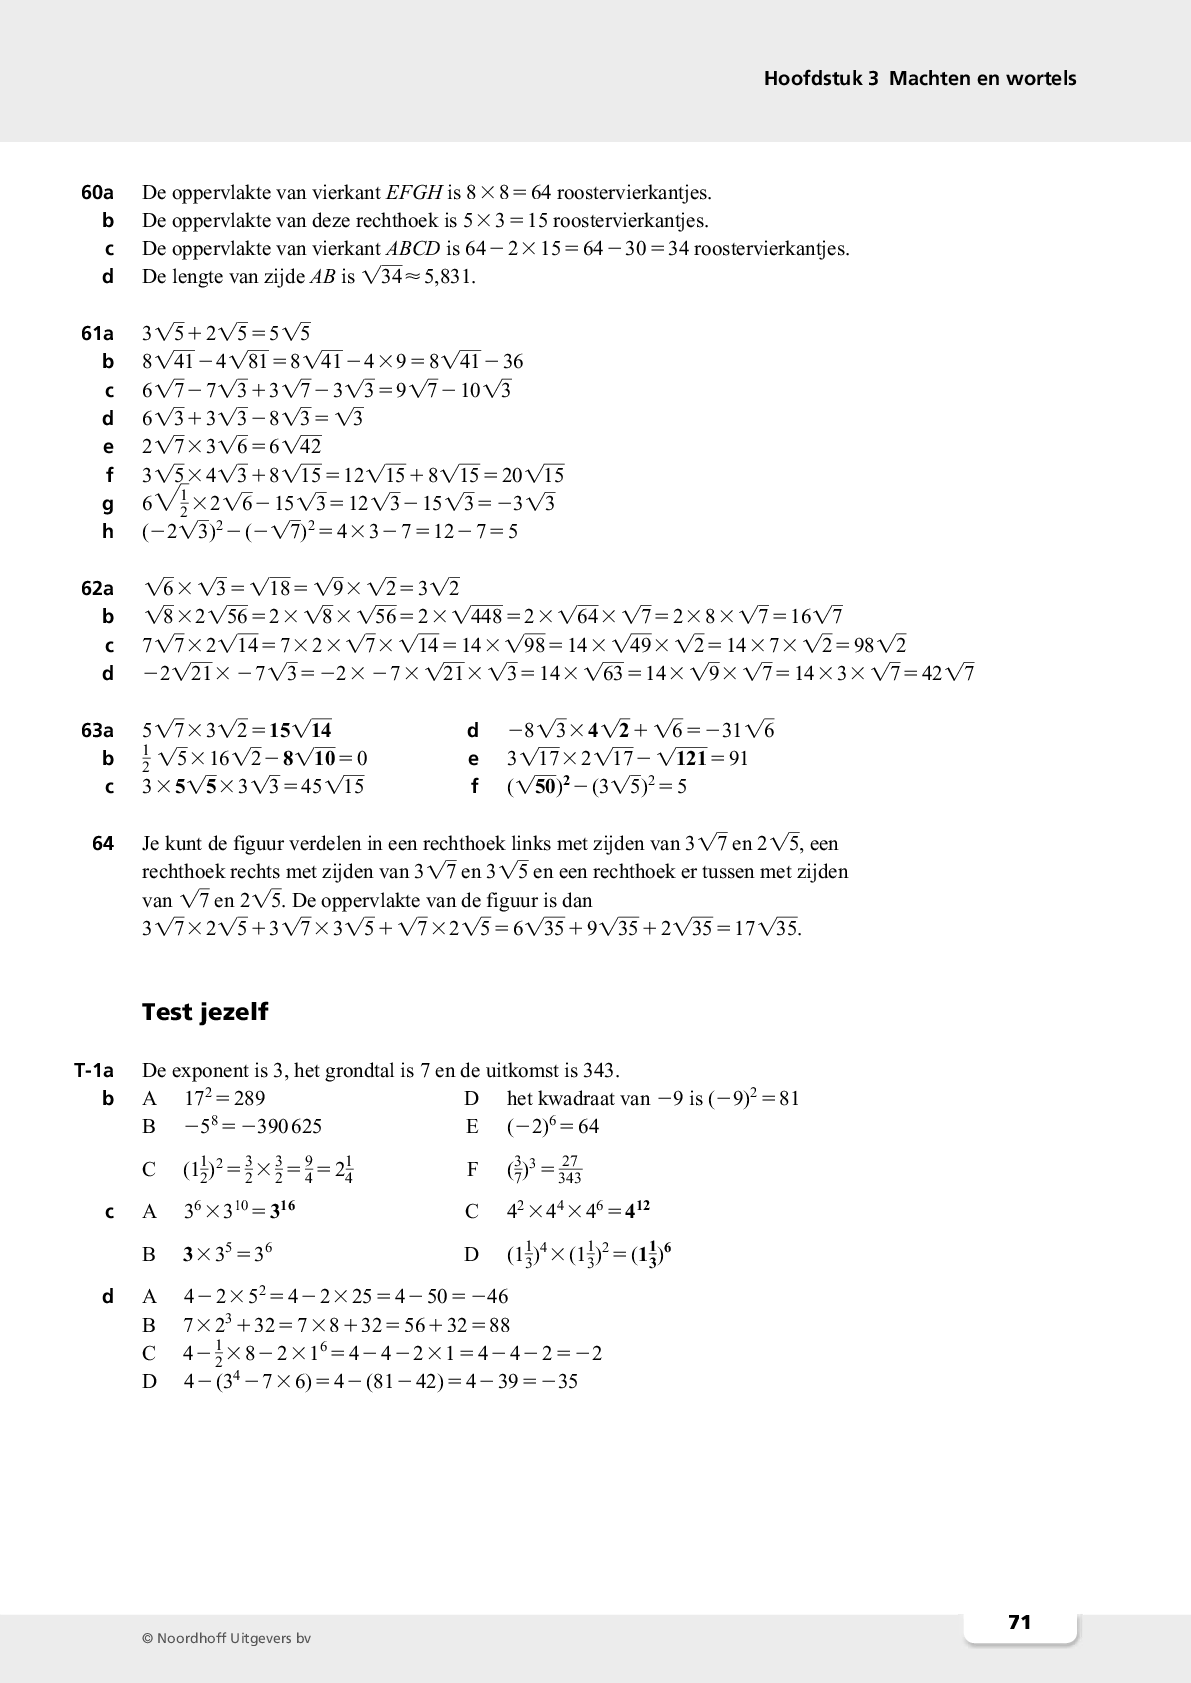 Hoofdstuk 3 Machten en wortels
60a De oppervlakte van vierkant EFGH is 8 × 8 = 64 roostervierkantjes.
b De oppervlakte van deze rechthoek is 5 × 3 = 15 roostervierkantjes.
c De oppervlakte van vierkant ABCD is 64 − 2 × 15 = 64 − 30 = 34 roostervierkantjes.
d De lengte van zijde AB is √34 ≈ 5,831.
61a 3√5 + 2√5 = 5√5
b 8√41 − 4√81 = 8√41 − 4 × 9 = 8√41 − 36
c 6√7 − 7√3 + 3√7 − 3√3 = 9√7 − 10√3
d 6√3 + 3√3 − 8√3 = √3
e 2√7 × 3√6 = 6√42
f 3√5 × 4√3 + 8√15 = 12√15 + 8√15 = 20√15
g 6√½ × 2√6 − 15√3 = 12√3 − 15√3 = −3√3
h (−2√3)² − (−√7)² = 4 × 3 − 7 = 12 − 7 = 5
62a √6 × √3 = √18 = √9 × √2 = 3√2
b √8 × 2√56 = 2 × √8 × √56 = 2 × √448 = 2 × √64 × √7 = 2 × 8 × √7 = 16√7
c 7√7 × 2√14 = 7 × 2 × √7 × √14 = 14 × √98 = 14 × √49 × √2 = 14 × 7 × √2 = 98√2
d −2√21 × −7√3 = −2 × −7 × √21 × √3 = 14 × √63 = 14 × √9 × √7 = 14 × 3 × √7 = 42√7
63a 5√7 × 3√2 = 15√14 d −8√3 × 4√2 + √6 = −31√6
b ½ √5 × 16√2 − 8√10 = 0 e 3√17 × 2√17 − √121 = 91
c 3 × 5√5 × 3√3 = 45√15 f (√50)² − (3√5)² = 5
64 Je kunt de figuur verdelen in een rechthoek links met zijden van 3√7 en 2√5, een
rechthoek rechts met zijden van 3√7 en 3√5 en een rechthoek er tussen met zijden
van √7 en 2√5. De oppervlakte van de figuur is dan
3√7 × 2√5 + 3√7 × 3√5 + √7 × 2√5 = 6√35 + 9√35 + 2√35 = 17√35.
Test jezelf
T-1a De exponent is 3, het grondtal is 7 en de uitkomst is 343.
b A 17² = 289 D het kwadraat van −9 is (−9)² = 81
B −5⁸ = −390 625 E (−2)⁶ = 64
C (1½)² = 3/2 × 3/2 = 9/4 = 2¼ F (3/7)³ = 27/343
c A 3⁶ × 3¹⁰ = 3¹⁶ C 4² × 4⁴ × 4⁶ = 4¹²
B 3 × 3⁵ = 3⁶ D (1⅓)⁴ × (1⅓)² = (1⅓)⁶
d A 4 − 2 × 5² = 4 − 2 × 25 = 4 − 50 = −46
B 7 × 2³ + 32 = 7 × 8 + 32 = 56 + 32 = 88
C 4 − ½ × 8 − 2 × 1⁶ = 4 − 4 − 2 × 1 = 4 − 4 − 2 = −2
D 4 − (3⁴ − 7 × 6) = 4 − (81 − 42) = 4 − 39 = −35
© Noordhoff Uitgevers bv
71